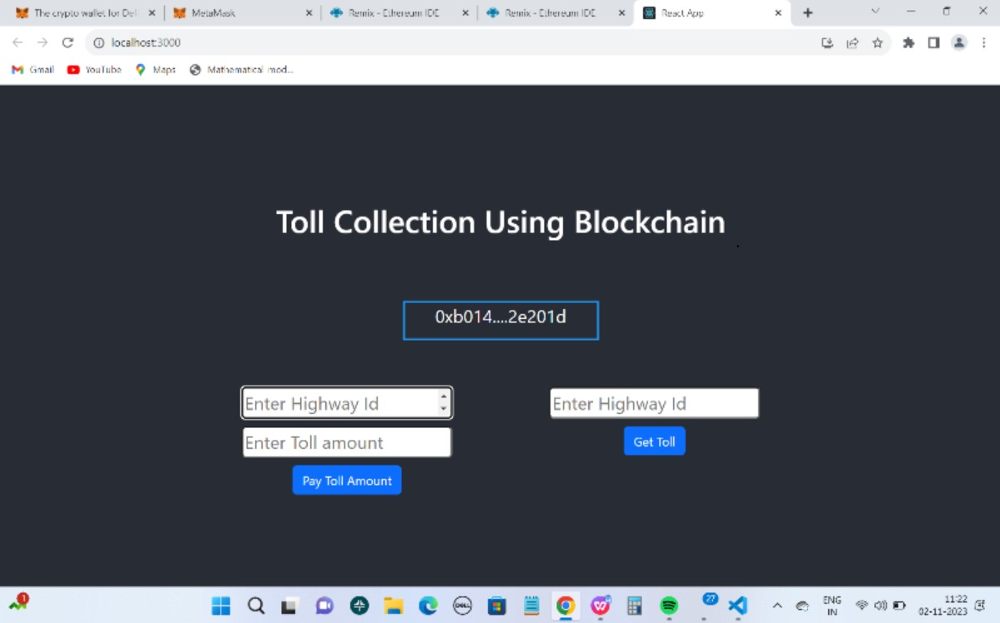 The crypto wallet for Def
MetaMask
Remix - Ethereum IDE
Remix - Ethereum IDE
React App
localhost:3000
Gmail
YouTube
Maps
Mathematical mod...
Toll Collection Using Blockchain
0xb014....2e201d
Enter Highway Id
Enter Highway Id
Enter Toll amount
Get Toll
Pay Toll Amount
1
DELL
27
ENG
IN
11:22
02-11-2023